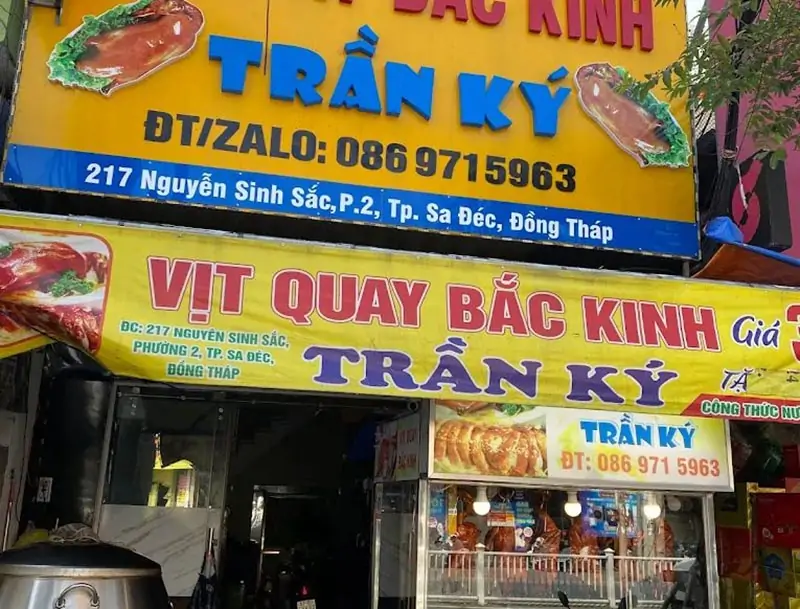 BẮC KINH
TRẦN KÝ
ĐT/ZALO: 086 9715963
217 Nguyễn Sinh Sắc,P.2, Tp. Sa Đéc, Đồng Tháp
VỊT QUAY BẮC KINH
Giá
ĐC: 217 NGUYỄN SINH SẮC,
PHƯỜNG 2, TP. SA ĐÉC,
ĐỒNG THÁP
TRẦN KÝ
CÔNG THỨC
TRẦN KÝ
ĐT: 086 971 5963